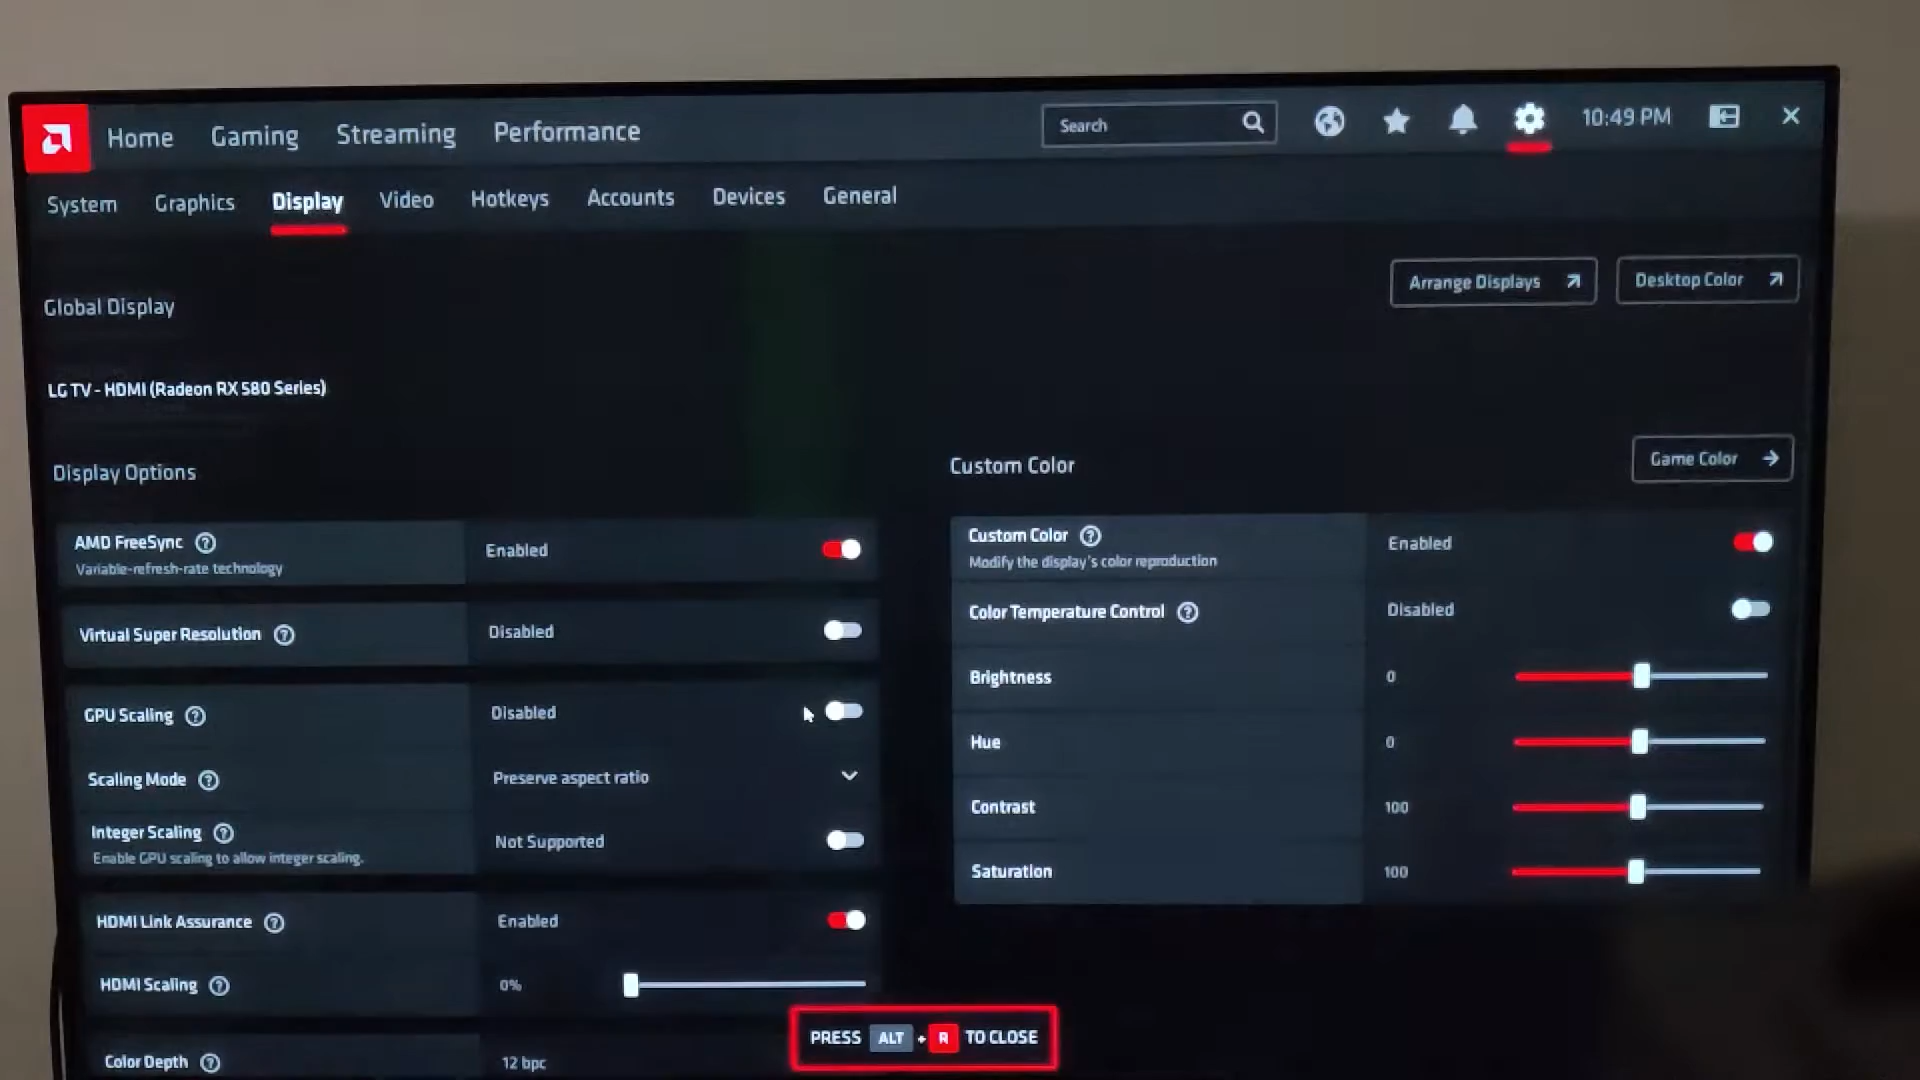 Home Gaming Streaming Performance Search 10:49 PM
System Graphics Display Video Hotkeys Accounts Devices General
Arrange Displays Desktop Color
Global Display
LG TV - HDMI (Radeon RX 580 Series)
Display Options
AMD FreeSync Enabled
Variable-refresh-rate technology
Virtual Super Resolution Disabled
GPU Scaling Disabled
Scaling Mode Preserve aspect ratio
Integer Scaling Not Supported
Enable GPU scaling to allow integer scaling.
HDMI Link Assurance Enabled
HDMI Scaling 0%
Color Depth 12 bpc
Custom Color Game Color
Custom Color Enabled
Modify the display's color reproduction
Color Temperature Control Disabled
Brightness 0
Hue 0
Contrast 100
Saturation 100
PRESS ALT + R TO CLOSE